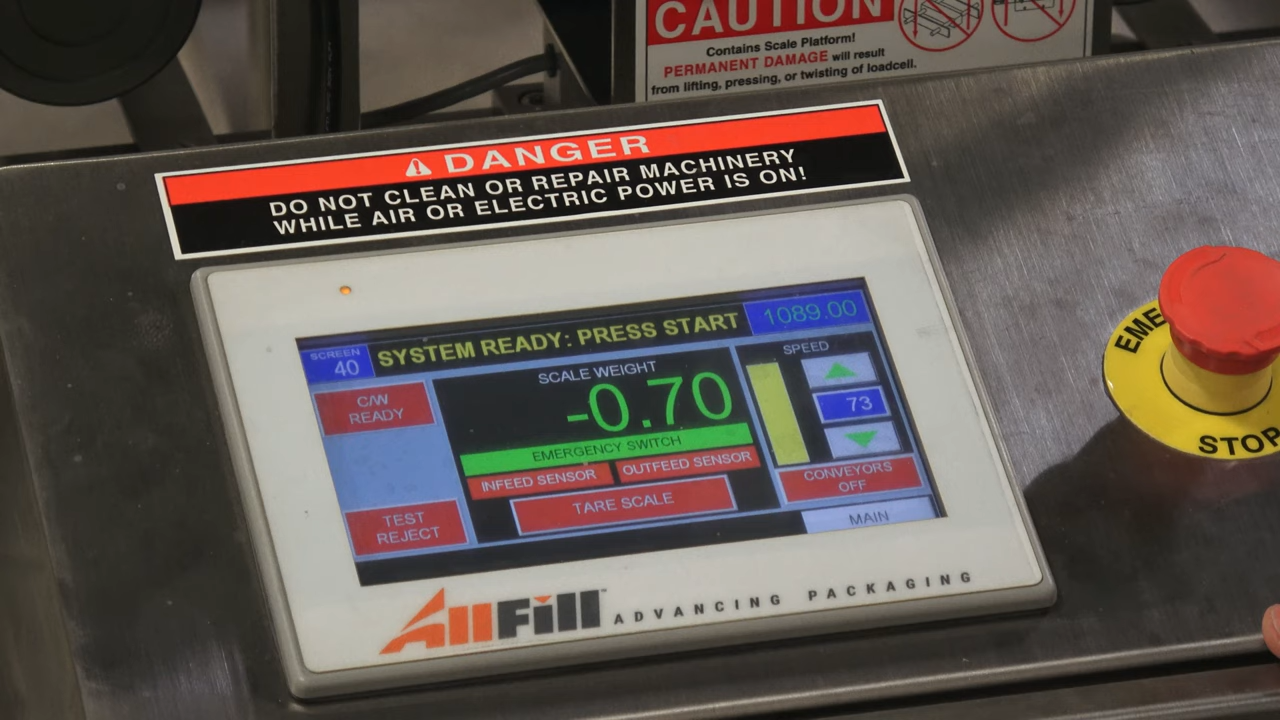 CAUTION
Contains Scale Platform!
PERMANENT DAMAGE will result
from lifting, pressing, or twisting of loadcell.
DANGER
DO NOT CLEAN OR REPAIR MACHINERY
WHILE AIR OR ELECTRIC POWER IS ON!
SCREEN
40
SYSTEM READY: PRESS START
1089.00
C/W
READY
SCALE WEIGHT
-0.70
EMERGENCY SWITCH
INFEED SENSOR
OUTFEED SENSOR
TARE SCALE
TEST
REJECT
SPEED
73
CONVEYORS
OFF
MAIN
AllFill™ ADVANCING PACKAGING
EME
STOP